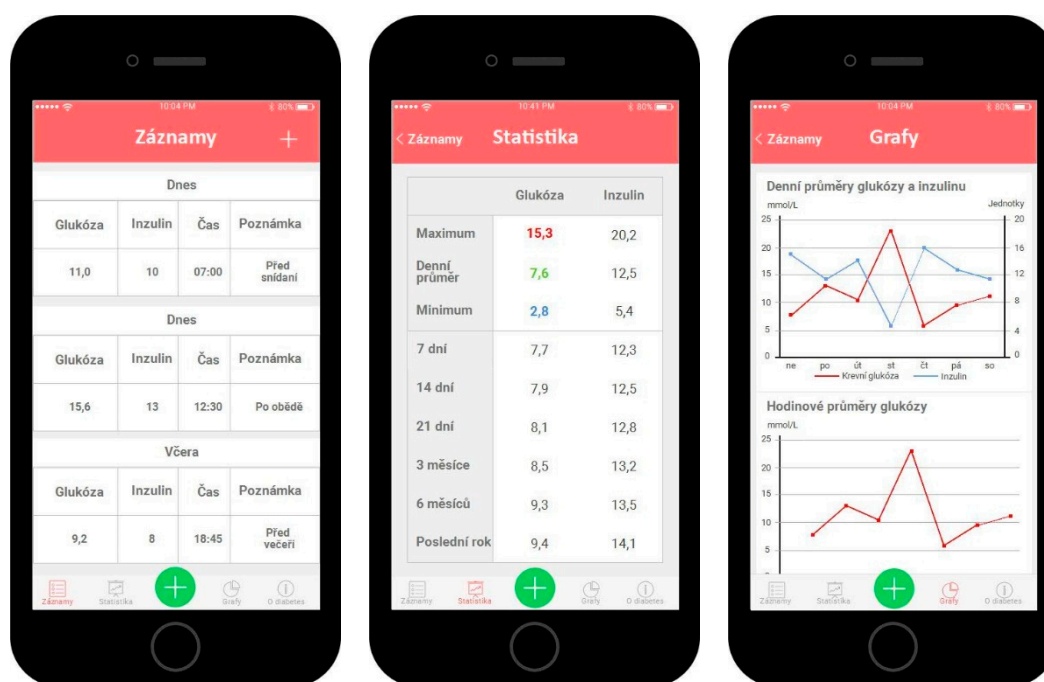 10:04 PM 80%
Záznamy +
Dnes
Glukóza Inzulin Čas Poznámka
11,0 10 07:00 Před snídaní
Dnes
Glukóza Inzulin Čas Poznámka
15,6 13 12:30 Po obědě
Včera
Glukóza Inzulin Čas Poznámka
9,2 8 18:45 Před večeří
Záznamy Statistika + Grafy O diabetes
10:41 PM 80%
< Záznamy Statistika
Glukóza Inzulin
Maximum 15,3 20,2
Denní průměr 7,6 12,5
Minimum 2,8 5,4
7 dní 7,7 12,3
14 dní 7,9 12,5
21 dní 8,1 12,8
3 měsíce 8,5 13,2
6 měsíců 9,3 13,5
Poslední rok 9,4 14,1
Záznamy Statistika + Grafy O diabetes
10:04 PM 80%
< Záznamy Grafy
Denní průměry glukózy a inzulinu
mmol/L Jednotky
25 20
20 16
15 12
10 8
5 4
0 0
ne po út st čt pá so
Krevní glukóza Inzulin
Hodinové průměry glukózy
mmol/L
25
20
15
10
5
Záznamy Statistika + Grafy O diabetes